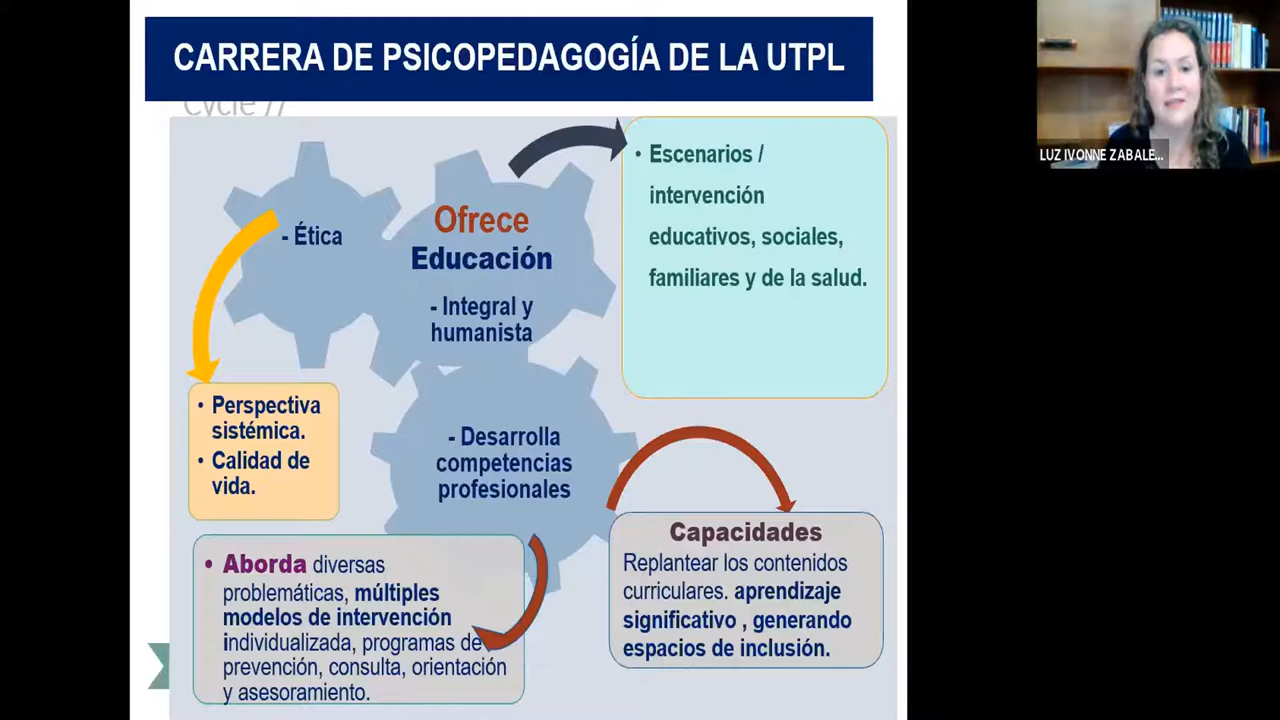 CARRERA DE PSICOPEDAGOGÍA DE LA UTPL
Cycle //
- Ética
Ofrece
Educación
- Integral y
humanista
• Escenarios /
intervención
educativos, sociales,
familiares y de la salud.
• Perspectiva
sistémica.
• Calidad de
vida.
- Desarrolla
competencias
profesionales
• Aborda diversas
problemáticas, múltiples
modelos de intervención
individualizada, programas de
prevención, consulta, orientación
y asesoramiento.
Capacidades
Replantear los contenidos
curriculares. aprendizaje
significativo , generando
espacios de inclusión.
LUZ IVONNE ZABALE...